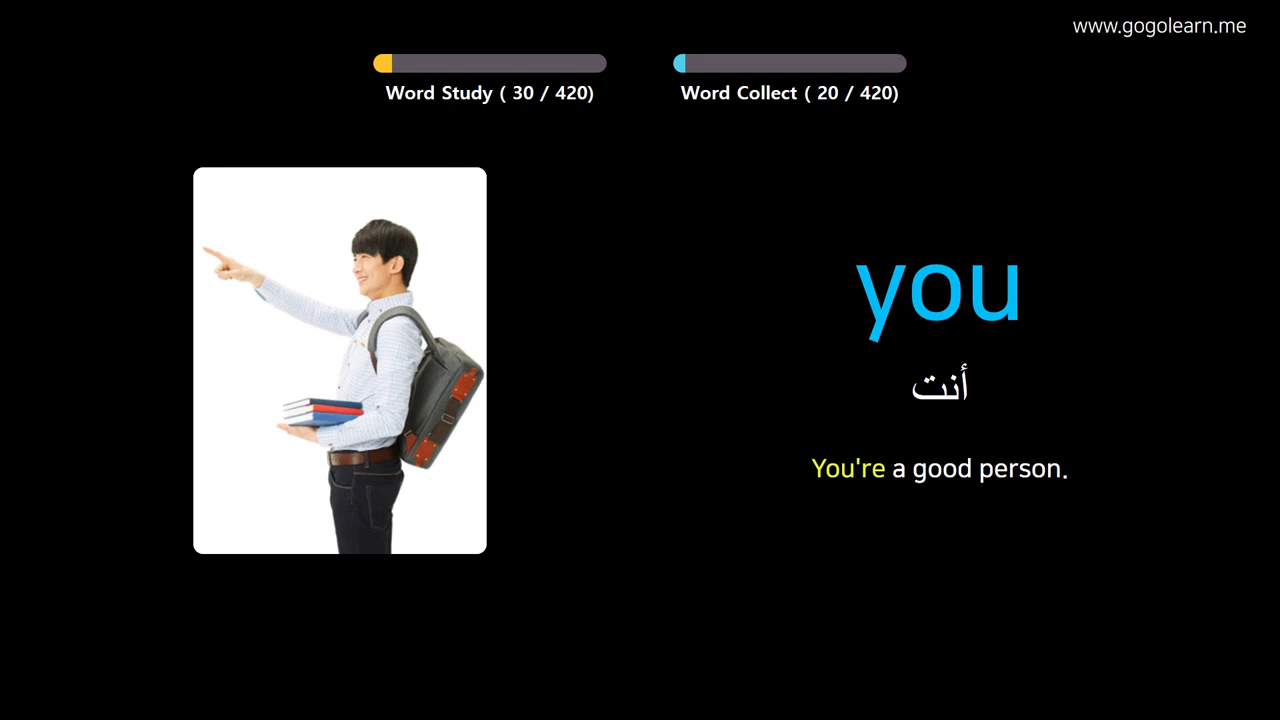 www.gogolearn.me
Word Study ( 30 / 420)
Word Collect ( 20 / 420)
you
أنت
You're a good person.